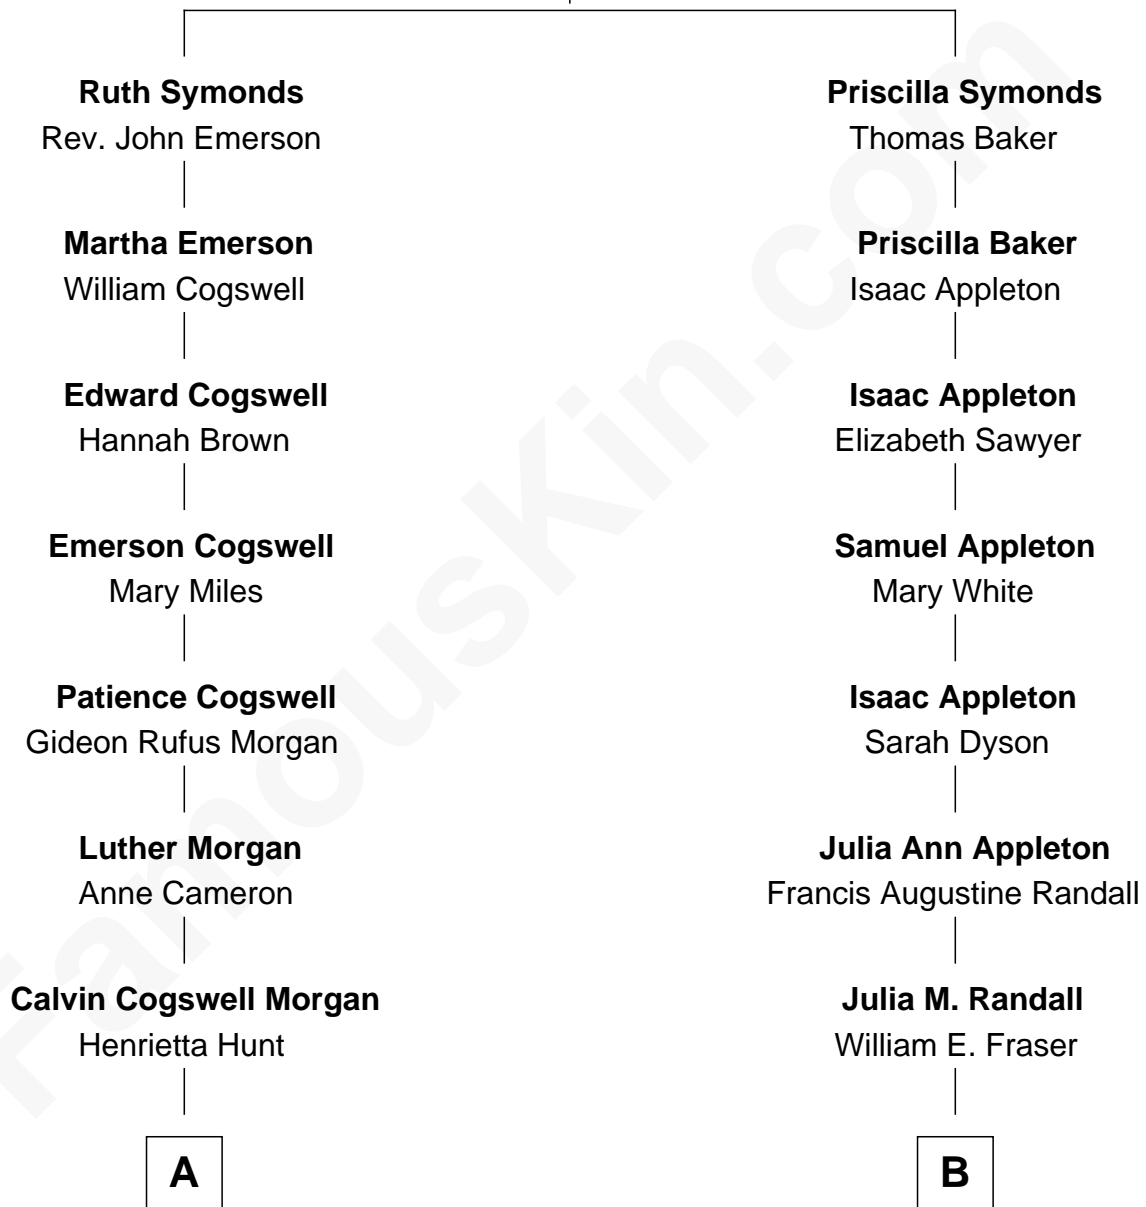 Ruth Symonds
Rev. John Emerson
Martha Emerson
William Cogswell
Edward Cogswell
Hannah Brown
Emerson Cogswell
Mary Miles
Patience Cogswell
Gideon Rufus Morgan
Luther Morgan
Anne Cameron
Calvin Cogswell Morgan
Henrietta Hunt
A
Priscilla Symonds
Thomas Baker
Priscilla Baker
Isaac Appleton
Isaac Appleton
Elizabeth Sawyer
Samuel Appleton
Mary White
Isaac Appleton
Sarah Dyson
Julia Ann Appleton
Francis Augustine Randall
Julia M. Randall
William E. Fraser
B
FamousKin.com